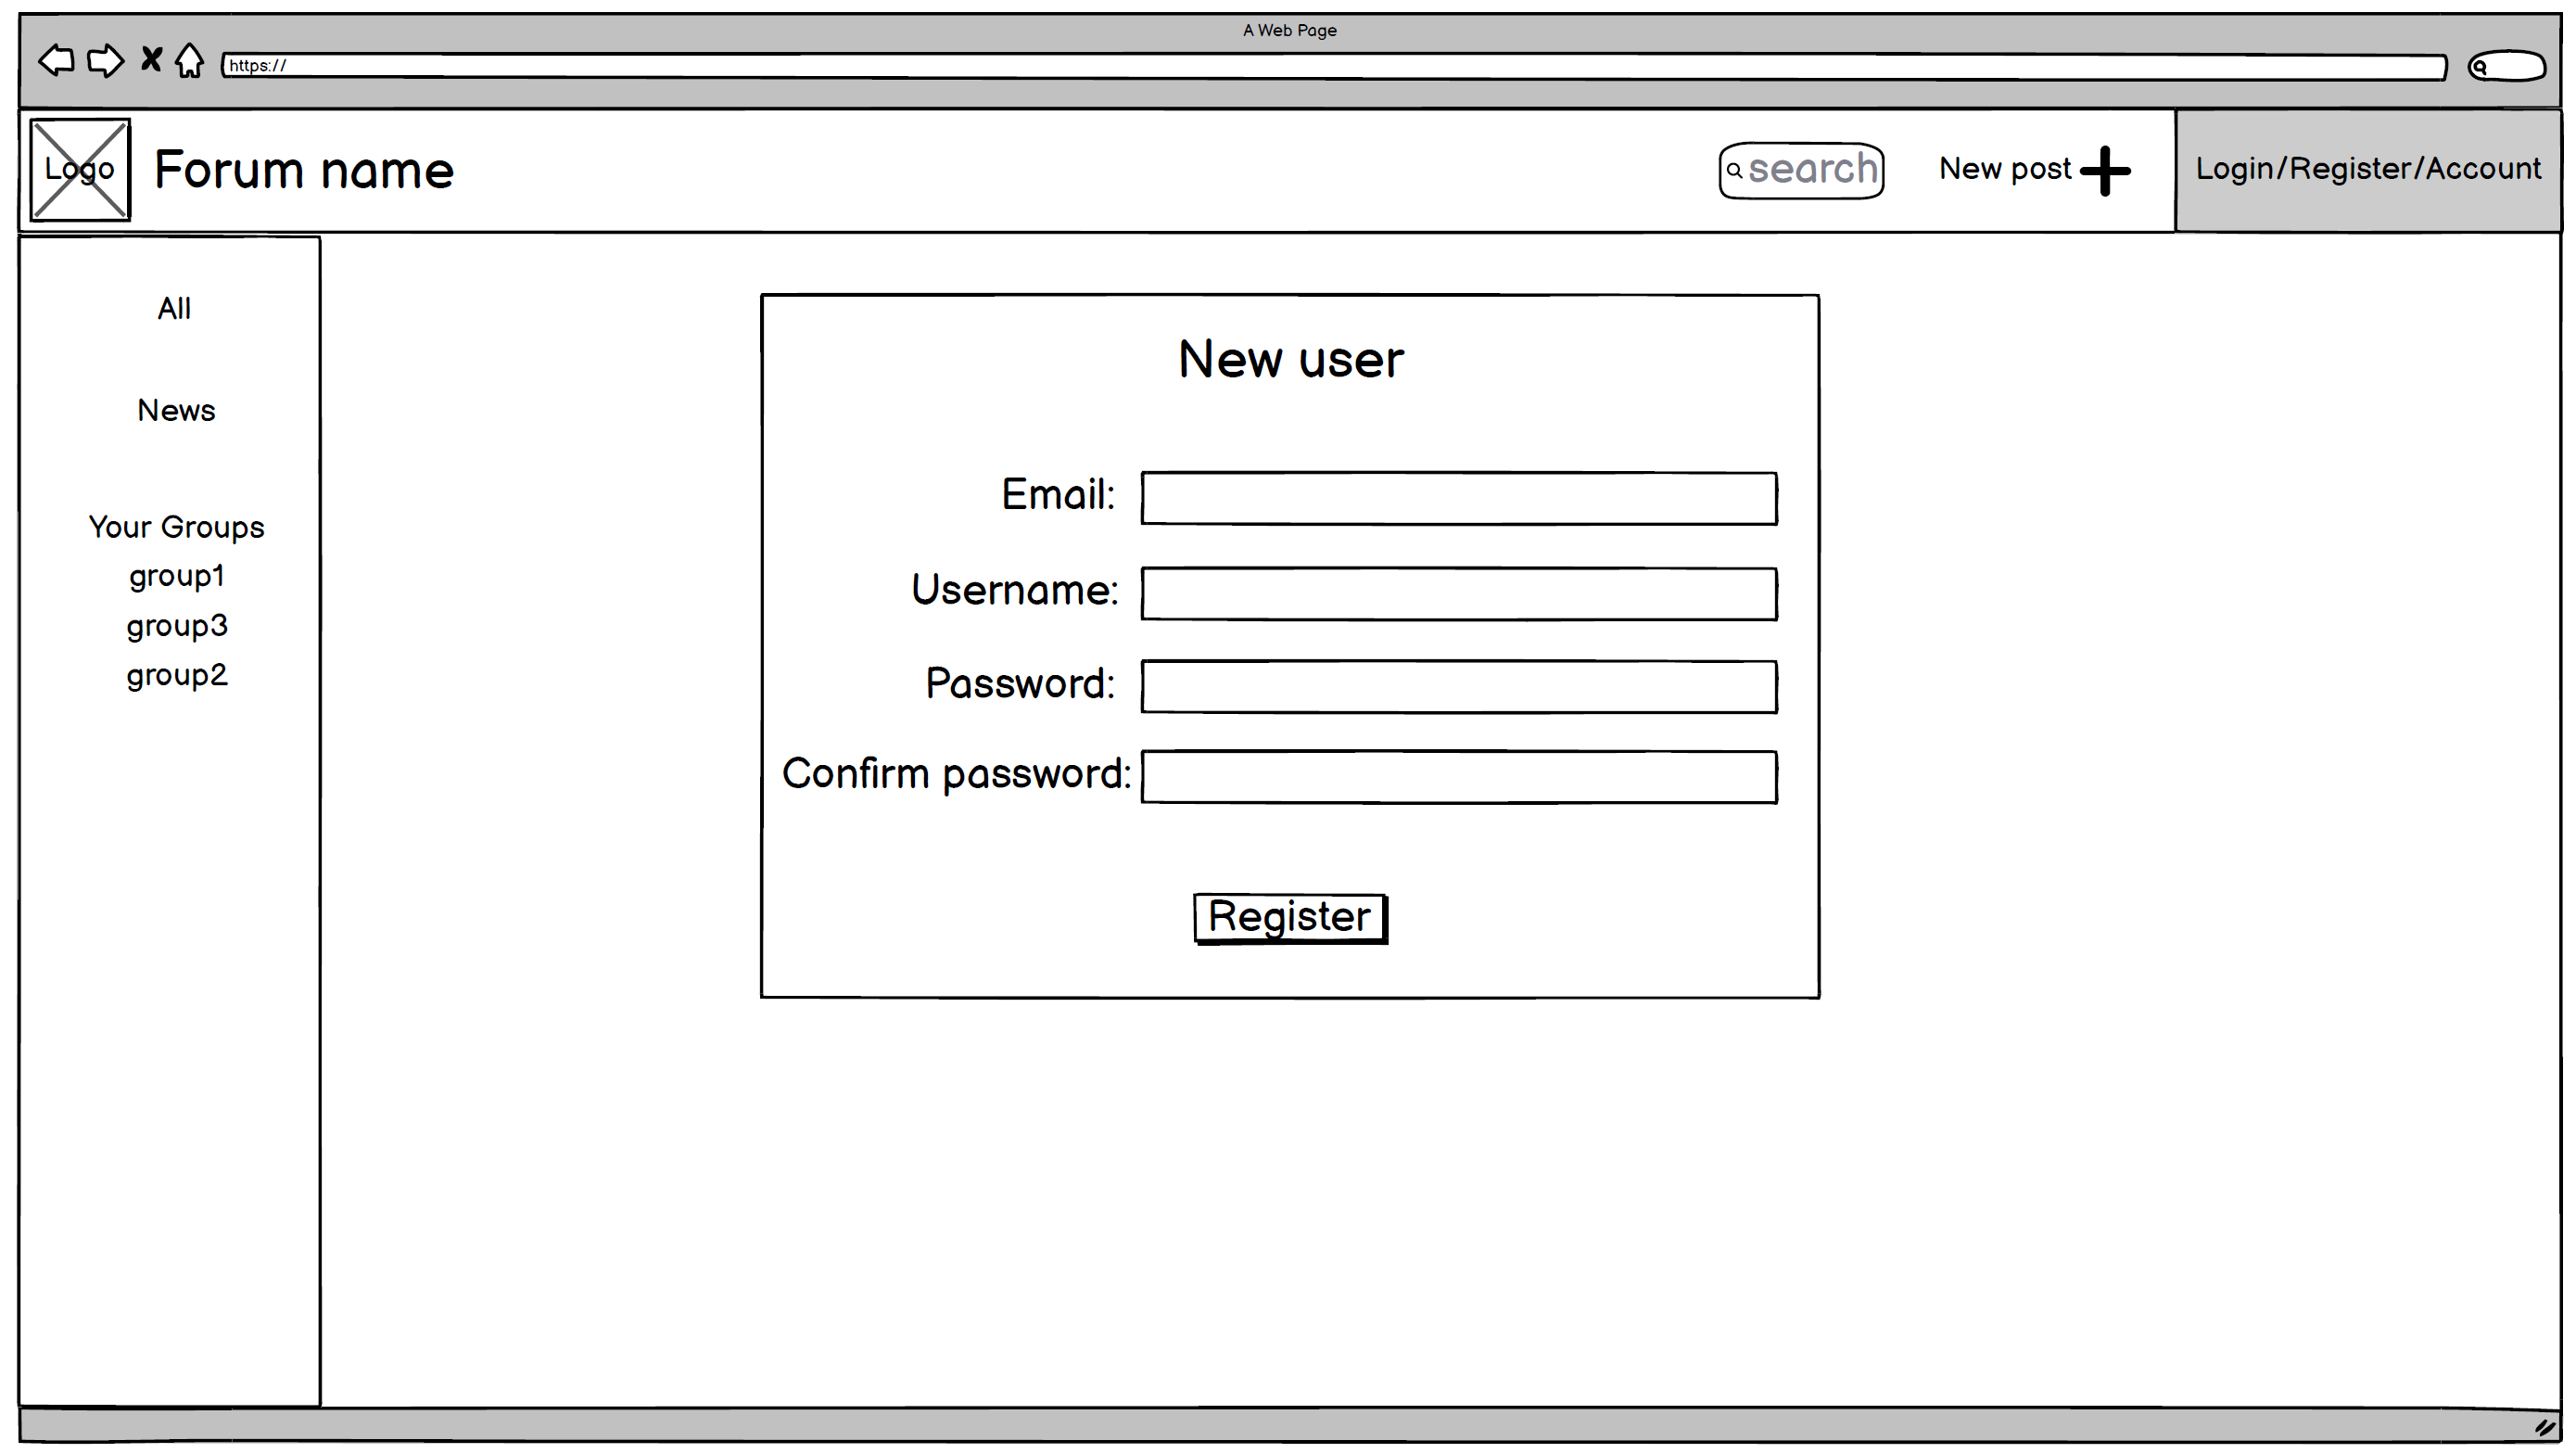 A Web Page
https://
Logo
Forum name
search
New post
Login/Register/Account
All
News
Your Groups
group1
group3
group2
New user
Email:
Username:
Password:
Confirm password:
Register